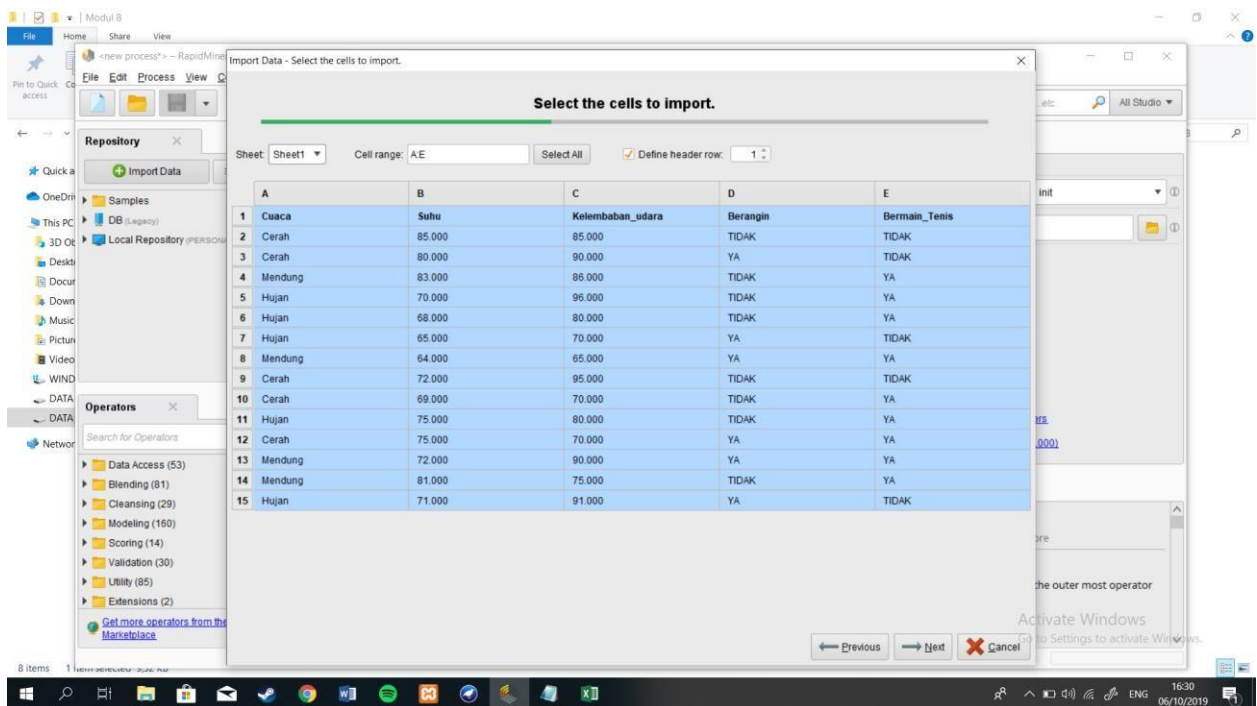 Modul 8
File Home Share View
<new process*> – RapidMine
Import Data - Select the cells to import.
Pin to Quick access
File Edit Process View
Select the cells to import.
...etc All Studio
Repository
Sheet: Sheet1 Cell range: A:E Select All Define header row: 1
Quick a
Import Data
A B C D E
init
OneDri
Samples
1 Cuaca Suhu Kelembaban_udara Berangin Bermain_Tenis
This PC
DB (Legacy)
2 Cerah 85.000 85.000 TIDAK TIDAK
3D Ob
Local Repository (PERSONA
3 Cerah 80.000 90.000 YA TIDAK
Deskt
4 Mendung 83.000 86.000 TIDAK YA
Docur
5 Hujan 70.000 96.000 TIDAK YA
Down
6 Hujan 68.000 80.000 TIDAK YA
Music
7 Hujan 65.000 70.000 YA TIDAK
Pictur
8 Mendung 64.000 65.000 YA YA
Video
9 Cerah 72.000 95.000 TIDAK TIDAK
WIND
10 Cerah 69.000 70.000 TIDAK YA
DATA
Operators
11 Hujan 75.000 80.000 TIDAK YA
DATA
ers
12 Cerah 75.000 70.000 YA YA
Networ
Search for Operators
.000)
13 Mendung 72.000 90.000 YA YA
Data Access (53)
14 Mendung 81.000 75.000 TIDAK YA
Blending (81)
15 Hujan 71.000 91.000 YA TIDAK
Cleansing (29)
Modeling (160)
Scoring (14)
Validation (30)
Utility (85)
the outer most operator
Extensions (2)
Get more operators from the Marketplace
Activate Windows
Go to Settings to activate Windows.
Previous Next Cancel
8 items
ENG
16:30
06/10/2019